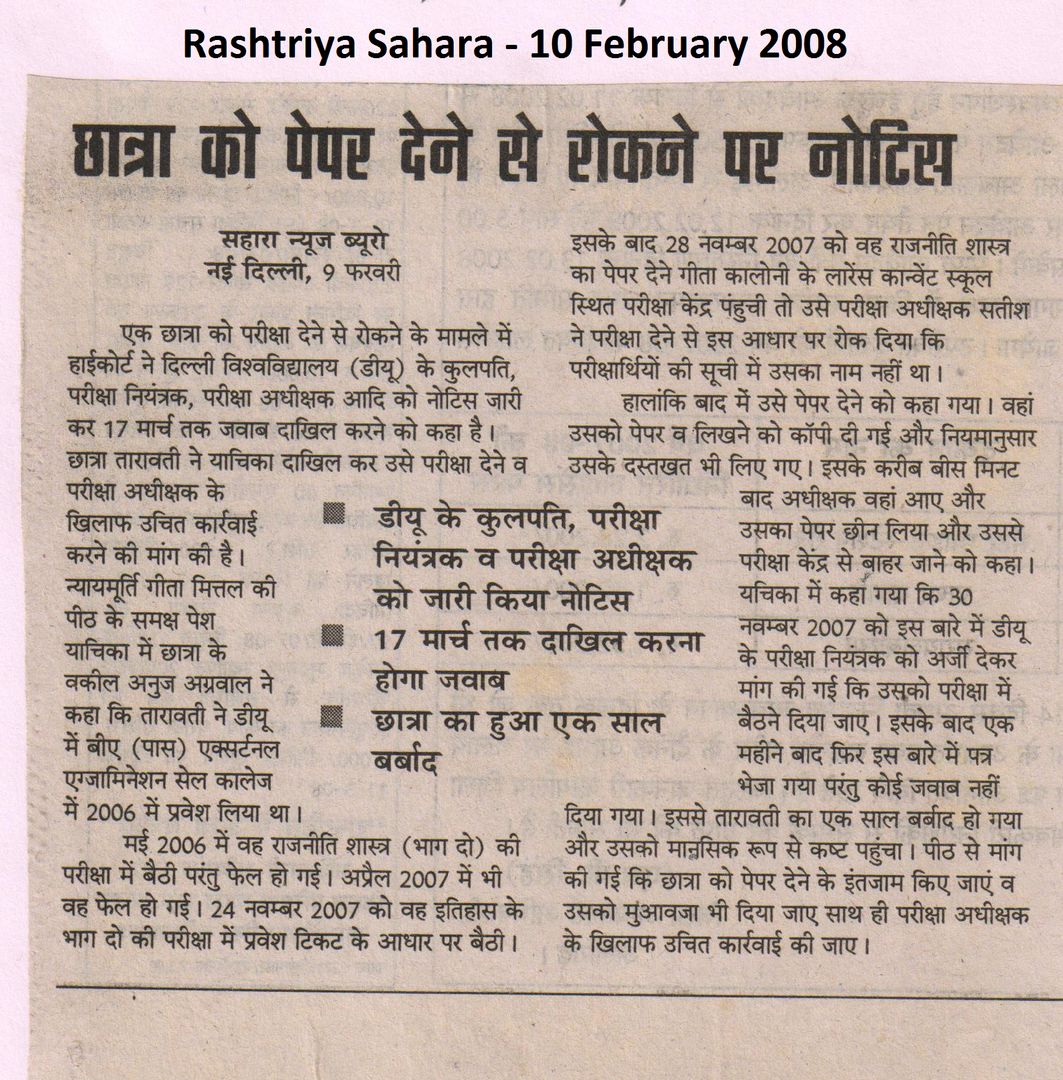 Rashtriya Sahara - 10 February 2008
छात्रा को पेपर देने से रोकने पर नोटिस
सहारा न्यूज ब्यूरो
नई दिल्ली, 9 फरवरी
एक छात्रा को परीक्षा देने से रोकने के मामले में
हाईकोर्ट ने दिल्ली विश्वविद्यालय (डीयू) के कुलपति,
परीक्षा नियंत्रक, परीक्षा अधीक्षक आदि को नोटिस जारी
कर 17 मार्च तक जवाब दाखिल करने को कहा है।
छात्रा तारावती ने याचिका दाखिल कर उसे परीक्षा देने व
परीक्षा अधीक्षक के
खिलाफ उचित कार्रवाई
करने की मांग की है।
न्यायमूर्ति गीता मित्तल की
पीठ के समक्ष पेश
याचिका में छात्रा के
वकील अनुज अग्रवाल ने
कहा कि तारावती ने डीयू
में बीए (पास) एक्सर्टनल
एग्जामिनेशन सेल कालेज
में 2006 में प्रवेश लिया था।
मई 2006 में वह राजनीति शास्त्र (भाग दो) की
परीक्षा में बैठी परंतु फेल हो गई। अप्रैल 2007 में भी
वह फेल हो गई। 24 नवम्बर 2007 को वह इतिहास के
भाग दो की परीक्षा में प्रवेश टिकट के आधार पर बैठी।
डीयू के कुलपति, परीक्षा
नियंत्रक व परीक्षा अधीक्षक
को जारी किया नोटिस
17 मार्च तक दाखिल करना
होगा जवाब
छात्रा का हुआ एक साल
बर्बाद
इसके बाद 28 नवम्बर 2007 को वह राजनीति शास्त्र
का पेपर देने गीता कालोनी के लारेंस कान्वेंट स्कूल
स्थित परीक्षा केंद्र पंहुची तो उसे परीक्षा अधीक्षक सतीश
ने परीक्षा देने से इस आधार पर रोक दिया कि
परीक्षार्थियों की सूची में उसका नाम नहीं था।
हालांकि बाद में उसे पेपर देने को कहा गया। वहां
उसको पेपर व लिखने को कॉपी दी गई और नियमानुसार
उसके दस्तखत भी लिए गए। इसके करीब बीस मिनट
बाद अधीक्षक वहां आए और
उसका पेपर छीन लिया और उससे
परीक्षा केंद्र से बाहर जाने को कहा।
यचिका में कहा गया कि 30
नवम्बर 2007 को इस बारे में डीयू
के परीक्षा नियंत्रक को अर्जी देकर
मांग की गई कि उसको परीक्षा में
बैठने दिया जाए। इसके बाद एक
महीने बाद फिर इस बारे में पत्र
भेजा गया परंतु कोई जवाब नहीं
दिया गया। इससे तारावती का एक साल बर्बाद हो गया
और उसको मानसिक रूप से कष्ट पहुंचा। पीठ से मांग
की गई कि छात्रा को पेपर देने के इंतजाम किए जाएं व
उसको मुआवजा भी दिया जाए साथ ही परीक्षा अधीक्षक
के खिलाफ उचित कार्रवाई की जाए।